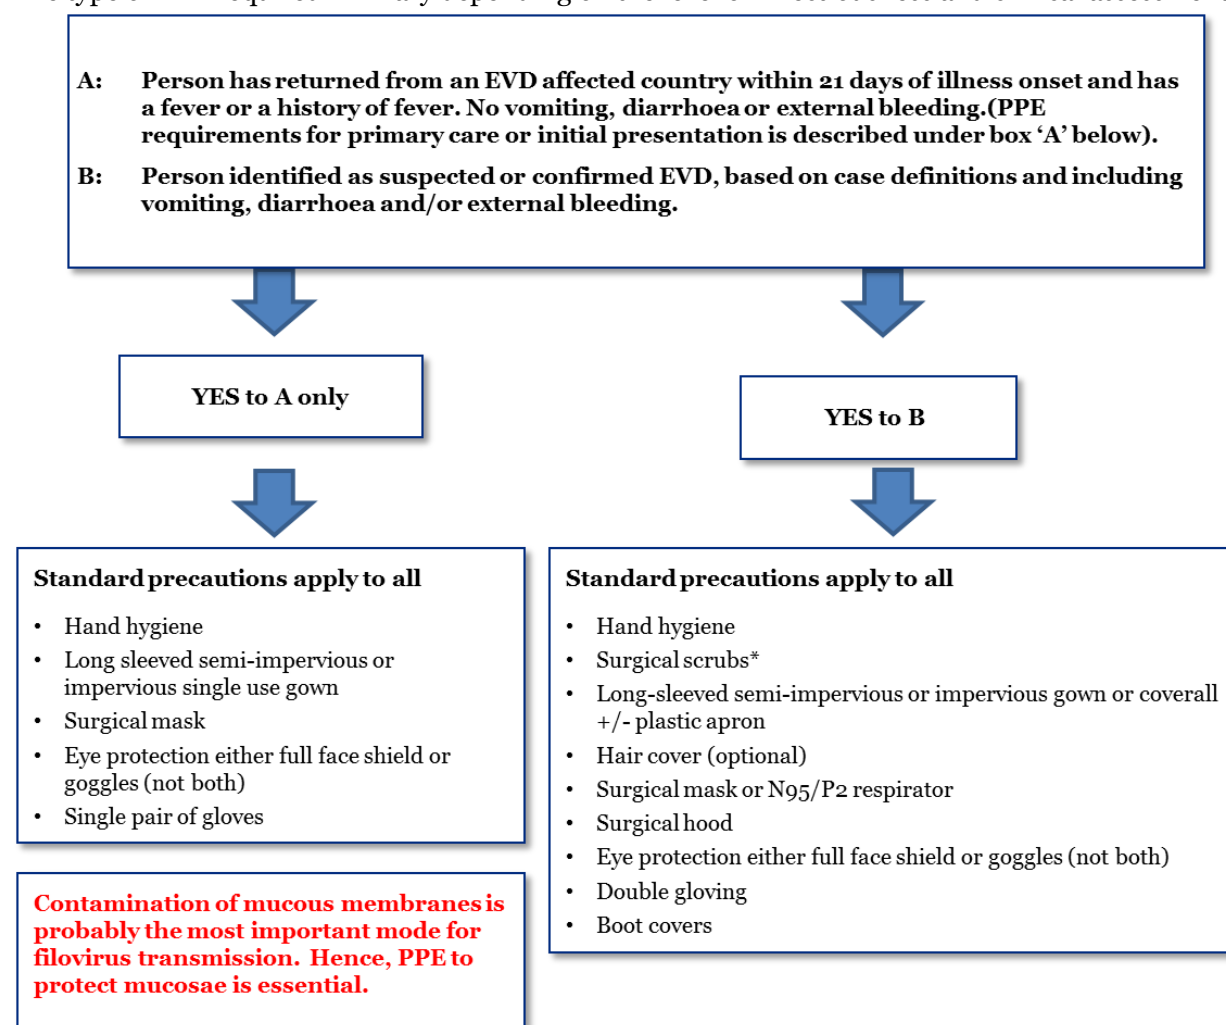 A: Person has returned from an EVD affected country within 21 days of illness onset and has
a fever or a history of fever. No vomiting, diarrhoea or external bleeding.(PPE
requirements for primary care or initial presentation is described under box ‘A’ below).
B: Person identified as suspected or confirmed EVD, based on case definitions and including
vomiting, diarrhoea and/or external bleeding.
YES to A only
YES to B
Standard precautions apply to all
• Hand hygiene
• Long sleeved semi-impervious or
impervious single use gown
• Surgical mask
• Eye protection either full face shield or
goggles (not both)
• Single pair of gloves
Contamination of mucous membranes is
probably the most important mode for
filovirus transmission. Hence, PPE to
protect mucosae is essential.
Standard precautions apply to all
• Hand hygiene
• Surgical scrubs*
• Long-sleeved semi-impervious or impervious gown or coverall
+/- plastic apron
• Hair cover (optional)
• Surgical mask or N95/P2 respirator
• Surgical hood
• Eye protection either full face shield or goggles (not both)
• Double gloving
• Boot covers